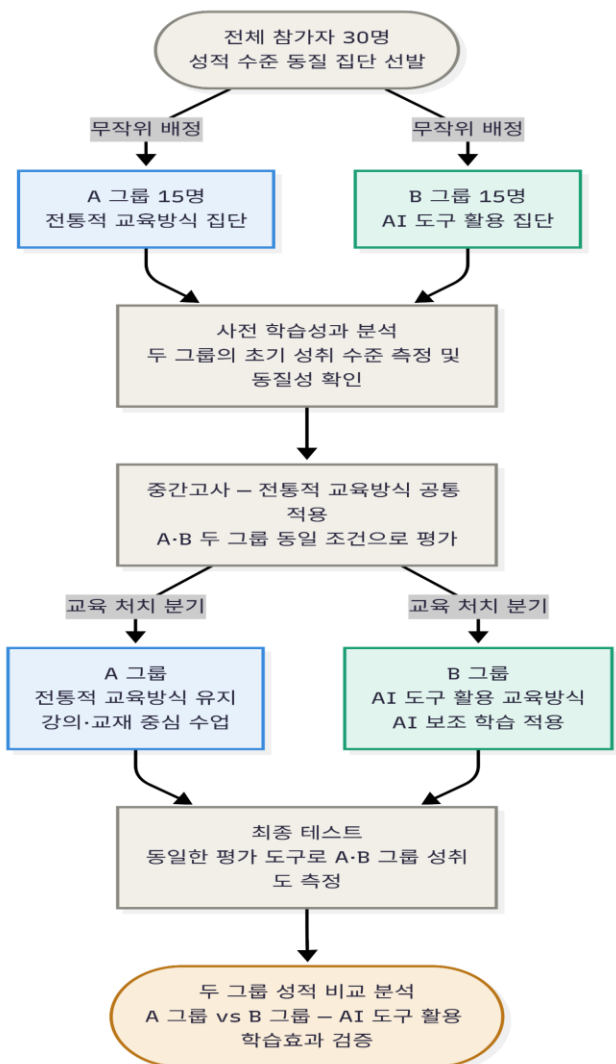 전체 참가자 30명
성적 수준 동질 집단 선발
무작위 배정
무작위 배정
A 그룹 15명
전통적 교육방식 집단
B 그룹 15명
AI 도구 활용 집단
사전 학습성과 분석
두 그룹의 초기 성취 수준 측정 및
동질성 확인
중간고사 – 전통적 교육방식 공통
적용
A·B 두 그룹 동일 조건으로 평가
교육 처치 분기
교육 처치 분기
A 그룹
전통적 교육방식 유지
강의·교재 중심 수업
B 그룹
AI 도구 활용 교육방식
AI 보조 학습 적용
최종 테스트
동일한 평가 도구로 A·B 그룹 성취
도 측정
두 그룹 성적 비교 분석
A 그룹 vs B 그룹 – AI 도구 활용
학습효과 검증